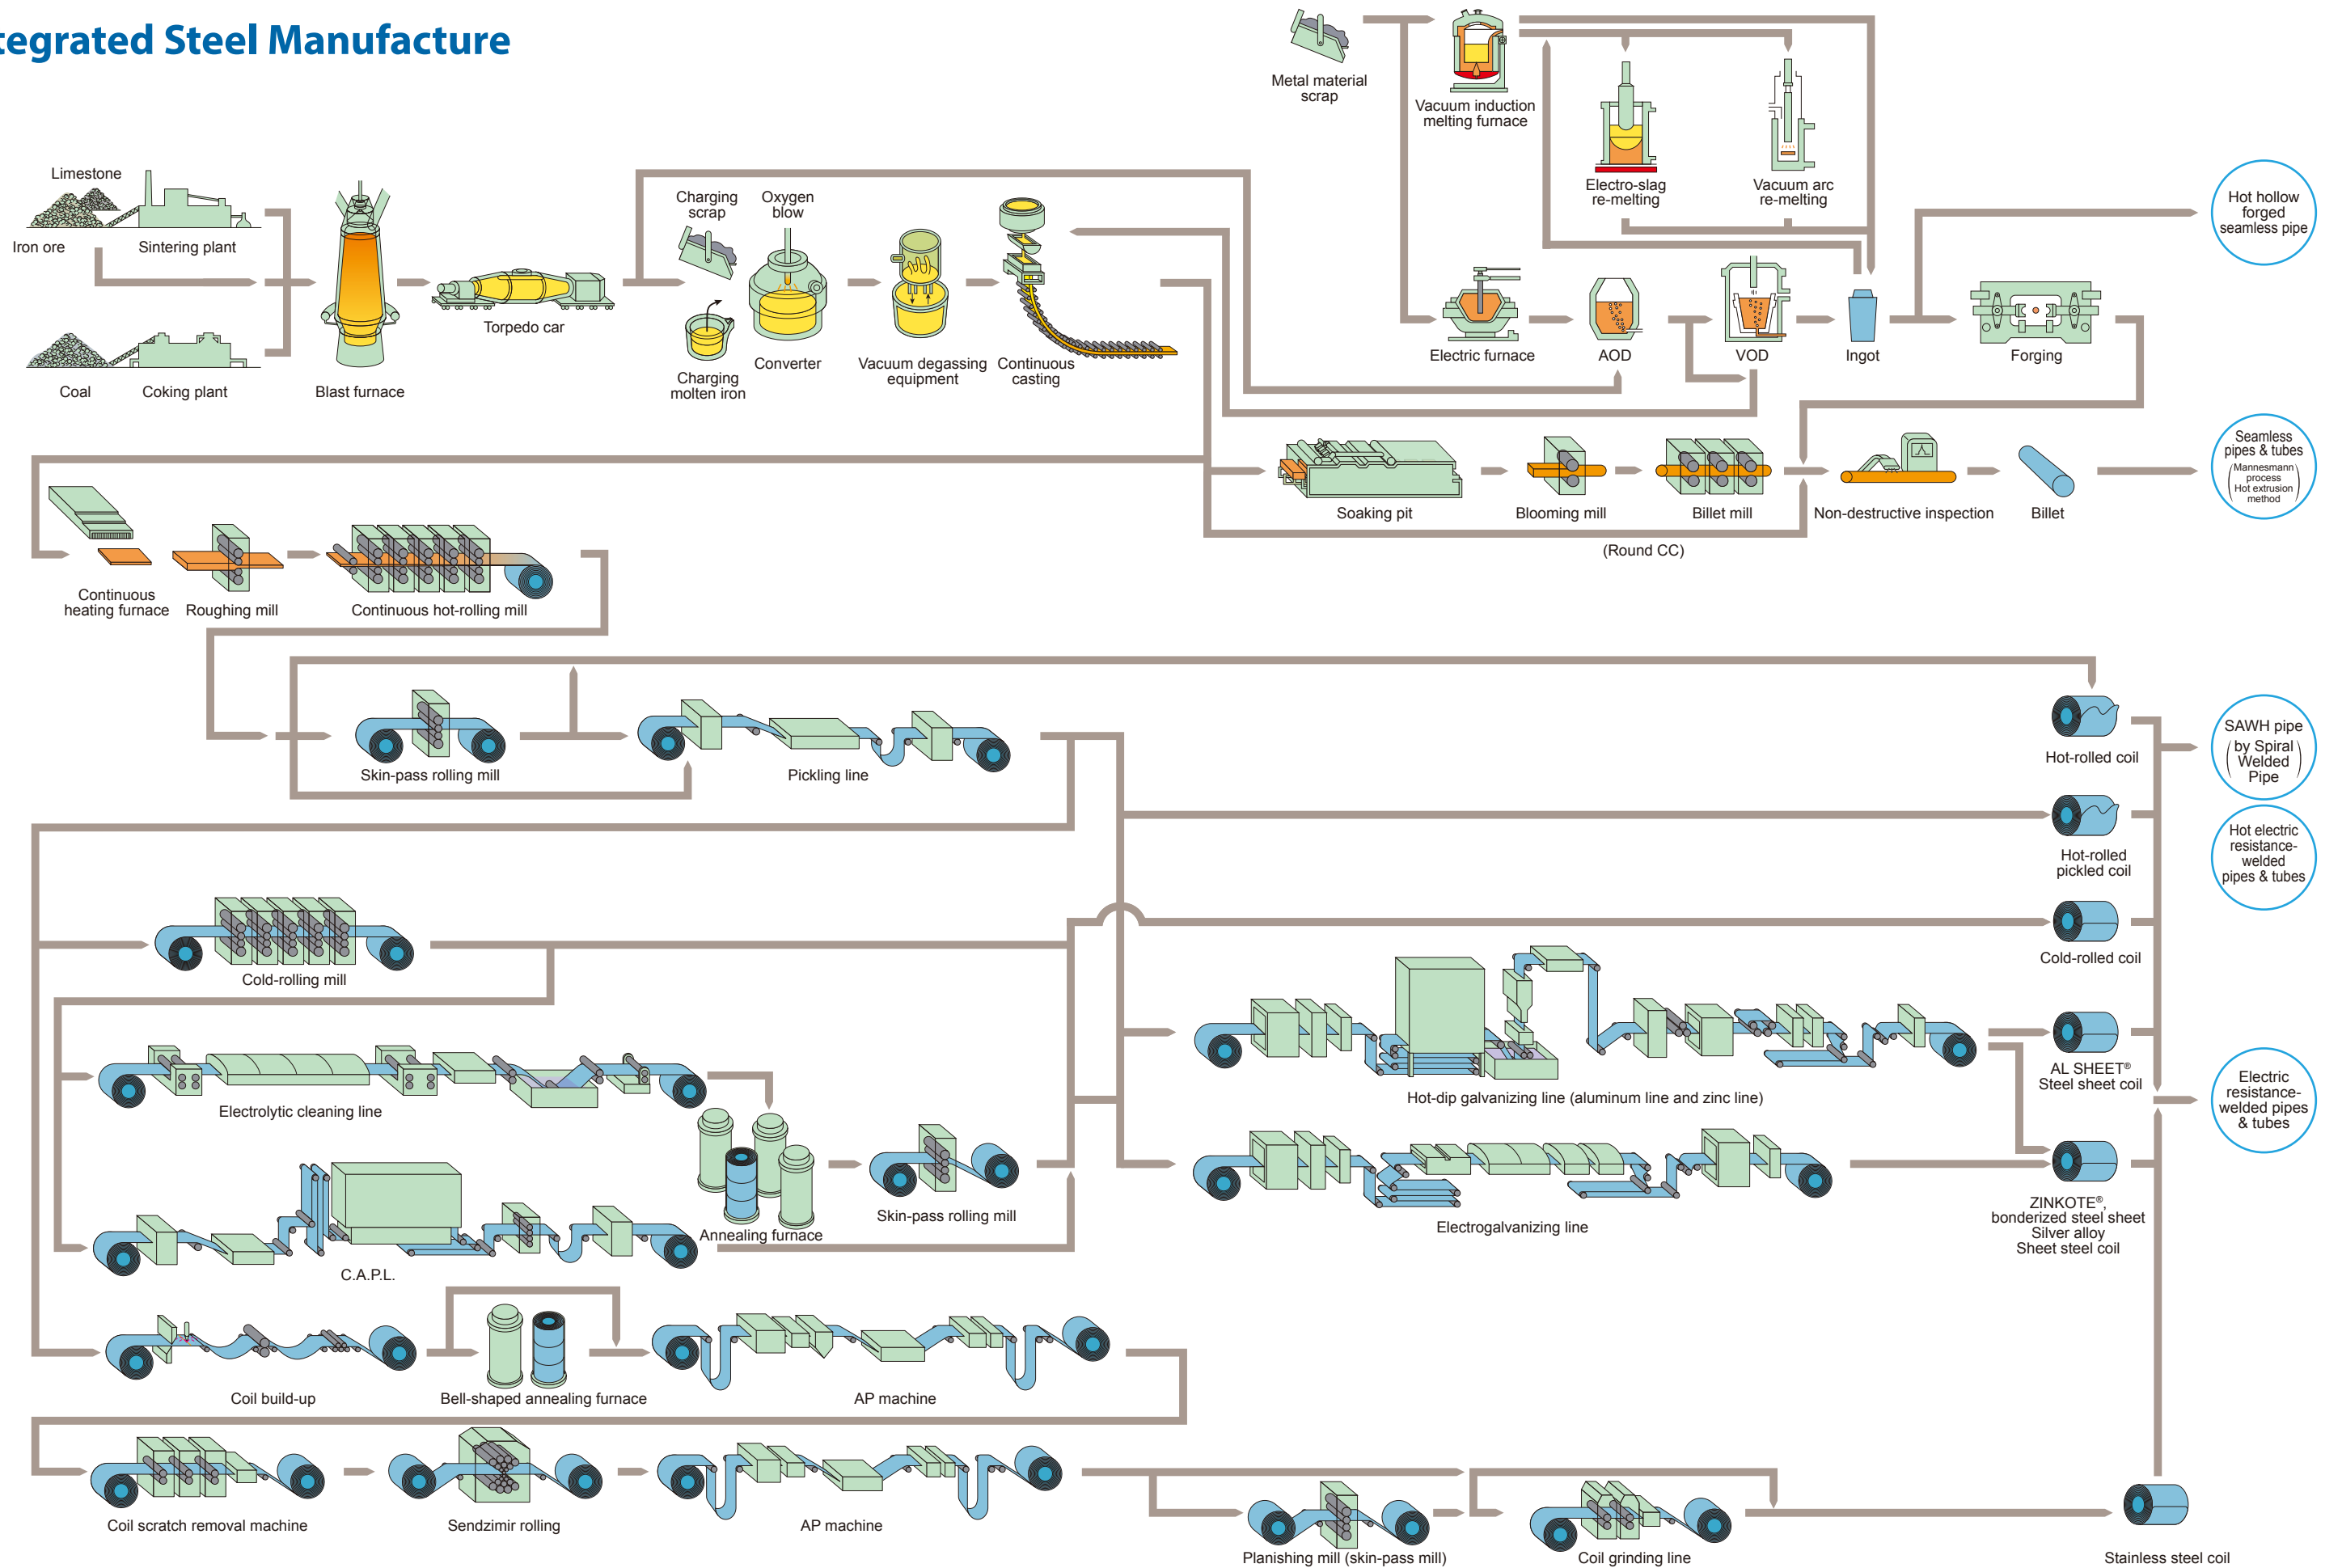 tegrated Steel Manufacture
Metal material
scrap
Vacuum induction
melting furnace
Electro-slag
re-melting
Vacuum arc
re-melting
Limestone
Iron ore
Sintering plant
Coal
Coking plant
Blast furnace
Torpedo car
Charging
scrap
Oxygen
blow
Charging
molten iron
Converter
Vacuum degassing
equipment
Continuous
casting
Electric furnace
AOD
VOD
Ingot
Forging
Hot hollow
forged
seamless pipe
Soaking pit
Blooming mill
Billet mill
Non-destructive inspection
Billet
Seamless
pipes & tubes
(Mannesmann
process
Hot extrusion
method)
(Round CC)
Continuous
heating furnace
Roughing mill
Continuous hot-rolling mill
Skin-pass rolling mill
Pickling line
Hot-rolled coil
SAWH pipe
(by Spiral
Welded
Pipe)
Hot-rolled
pickled coil
Hot electric
resistance-
welded
pipes & tubes
Cold-rolling mill
Cold-rolled coil
Electrolytic cleaning line
Hot-dip galvanizing line (aluminum line and zinc line)
AL SHEET®
Steel sheet coil
Electric
resistance-
welded pipes
& tubes
C.A.P.L.
Annealing furnace
Skin-pass rolling mill
Electrogalvanizing line
ZINKOTE®,
bonderized steel sheet
Silver alloy
Sheet steel coil
Coil build-up
Bell-shaped annealing furnace
AP machine
Coil scratch removal machine
Sendzimir rolling
AP machine
Planishing mill (skin-pass mill)
Coil grinding line
Stainless steel coil